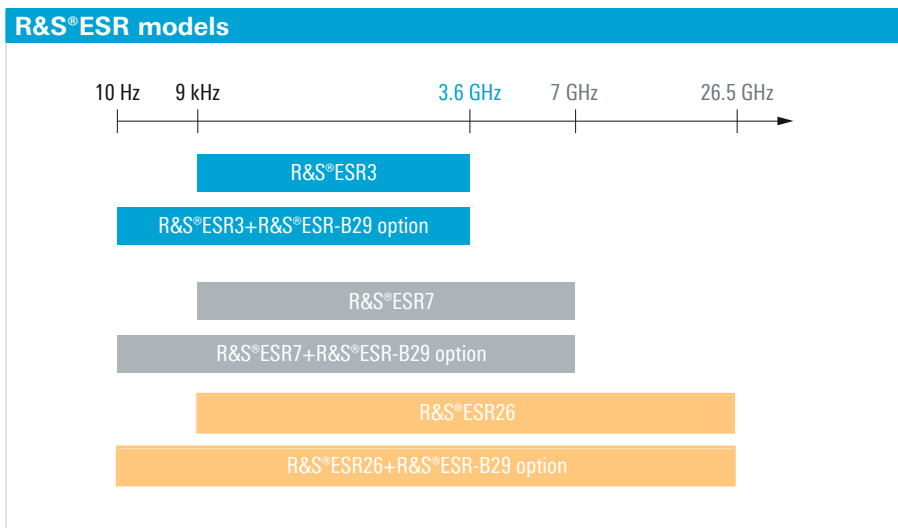 R&S®ESR models
10 Hz 9 kHz 3.6 GHz 7 GHz 26.5 GHz
R&S®ESR3
R&S®ESR3+R&S®ESR-B29 option
R&S®ESR7
R&S®ESR7+R&S®ESR-B29 option
R&S®ESR26
R&S®ESR26+R&S®ESR-B29 option